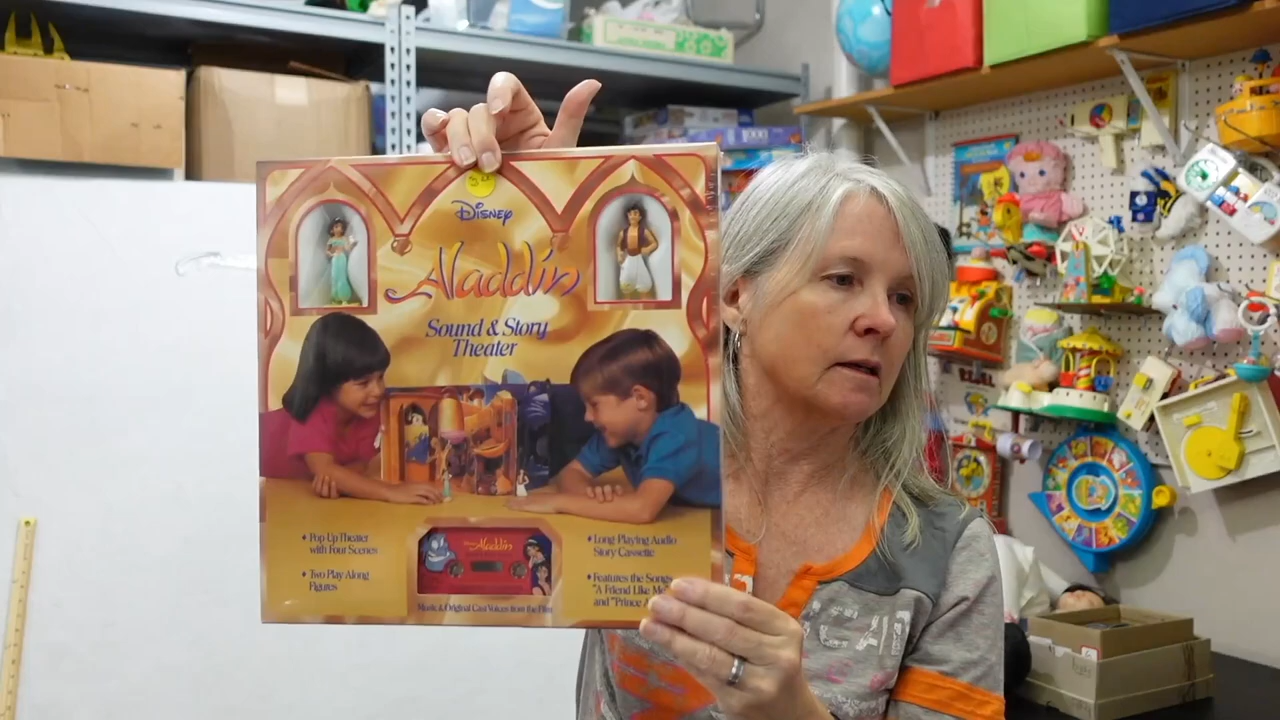 Disney
Aladdin
Sound & Story
Theater
Pop Up Theater
with Four Scenes
Two Play Along
Figures
Aladdin
Long-Playing Audio
Story Cassette
Features the Songs
"A Friend Like Me"
and "Prince
Music & Original Cast Voices from the Film
1000